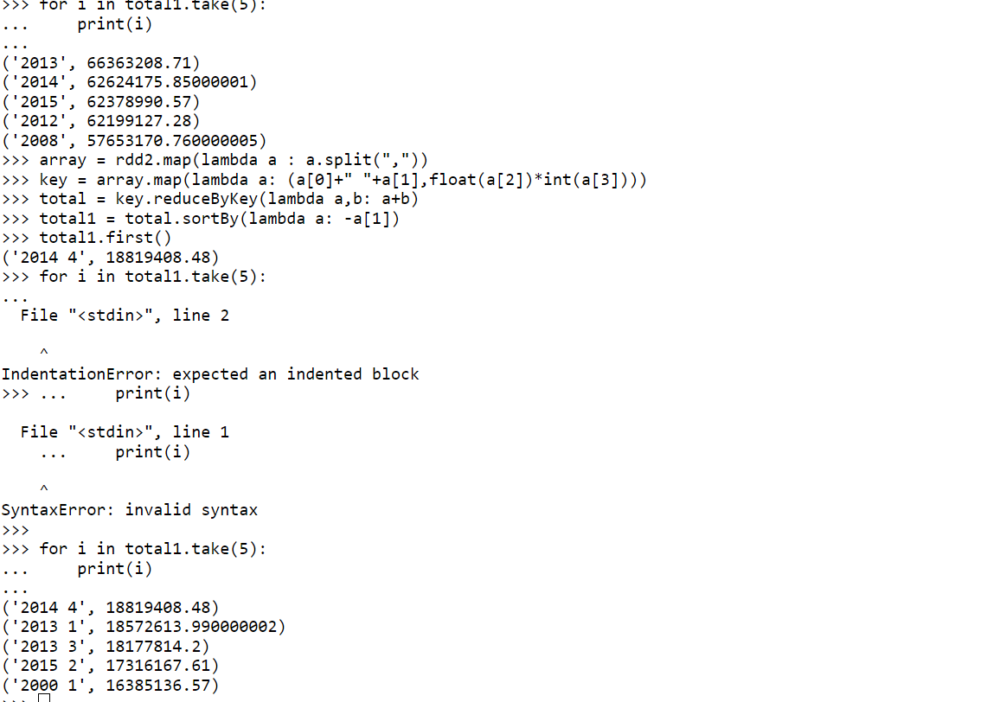 >>> for i in total1.take(5):
...     print(i)
...
('2013', 66363208.71)
('2014', 62624175.85000001)
('2015', 62378990.57)
('2012', 62199127.28)
('2008', 57653170.760000005)
>>> array = rdd2.map(lambda a : a.split(","))
>>> key = array.map(lambda a: (a[0]+" "+a[1],float(a[2])*int(a[3])))
>>> total = key.reduceByKey(lambda a,b: a+b)
>>> total1 = total.sortBy(lambda a: -a[1])
>>> total1.first()
('2014 4', 18819408.48)
>>> for i in total1.take(5):
...
  File "<stdin>", line 2

    ^
IndentationError: expected an indented block
>>> ...     print(i)

  File "<stdin>", line 1
    ...     print(i)

    ^
SyntaxError: invalid syntax
>>>
>>> for i in total1.take(5):
...     print(i)
...
('2014 4', 18819408.48)
('2013 1', 18572613.990000002)
('2013 3', 18177814.2)
('2015 2', 17316167.61)
('2000 1', 16385136.57)
>>>